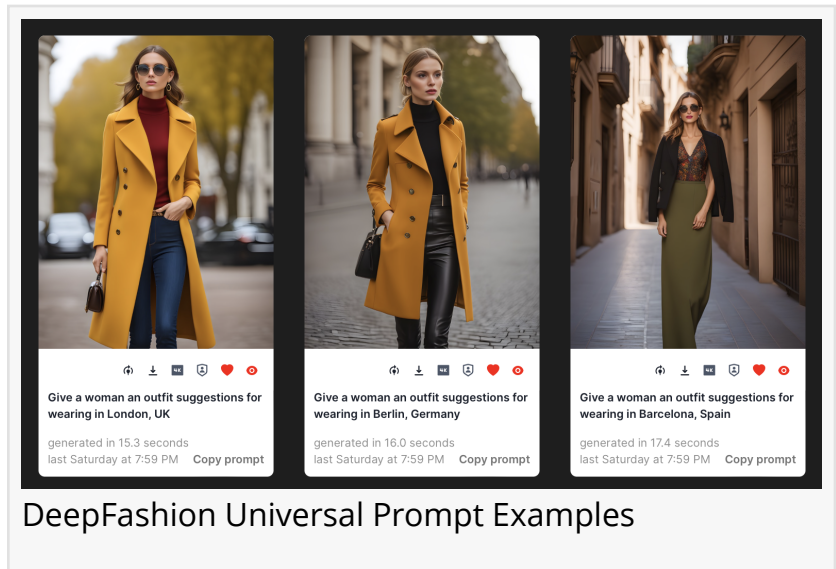 4K
4K
4K
Give a woman an outfit suggestions for
wearing in London, UK
generated in 15.3 seconds
last Saturday at 7:59 PM Copy prompt
Give a woman an outfit suggestions for
wearing in Berlin, Germany
generated in 16.0 seconds
last Saturday at 7:59 PM Copy prompt
Give a woman an outfit suggestions for
wearing in Barcelona, Spain
generated in 17.4 seconds
last Saturday at 7:59 PM Copy prompt
DeepFashion Universal Prompt Examples